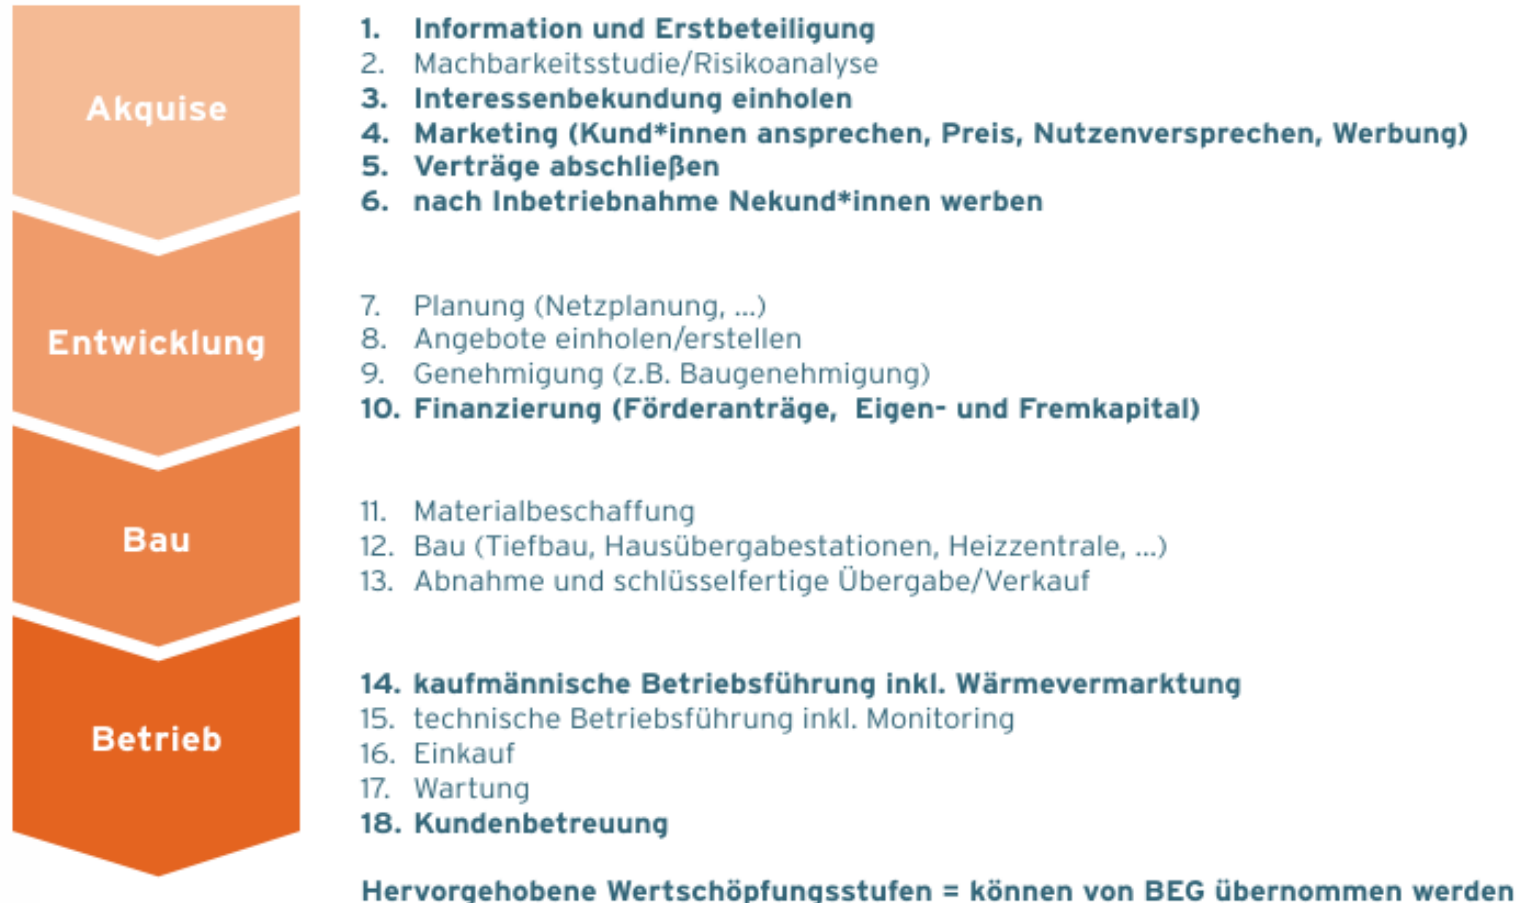 Akquise
1. Information und Erstbeteiligung
2. Machbarkeitsstudie/Risikoanalyse
3. Interessenbekundung einholen
4. Marketing (Kund*innen ansprechen, Preis, Nutzenversprechen, Werbung)
5. Verträge abschließen
6. nach Inbetriebnahme Nekund*innen werben
Entwicklung
7. Planung (Netzplanung, ...)
8. Angebote einholen/erstellen
9. Genehmigung (z.B. Baugenehmigung)
10. Finanzierung (Förderanträge, Eigen- und Fremkapital)
Bau
11. Materialbeschaffung
12. Bau (Tiefbau, Hausübergabestationen, Heizzentrale, ...)
13. Abnahme und schlüsselfertige Übergabe/Verkauf
Betrieb
14. kaufmännische Betriebsführung inkl. Wärmevermarktung
15. technische Betriebsführung inkl. Monitoring
16. Einkauf
17. Wartung
18. Kundenbetreuung
Hervorgehobene Wertschöpfungsstufen = können von BEG übernommen werden